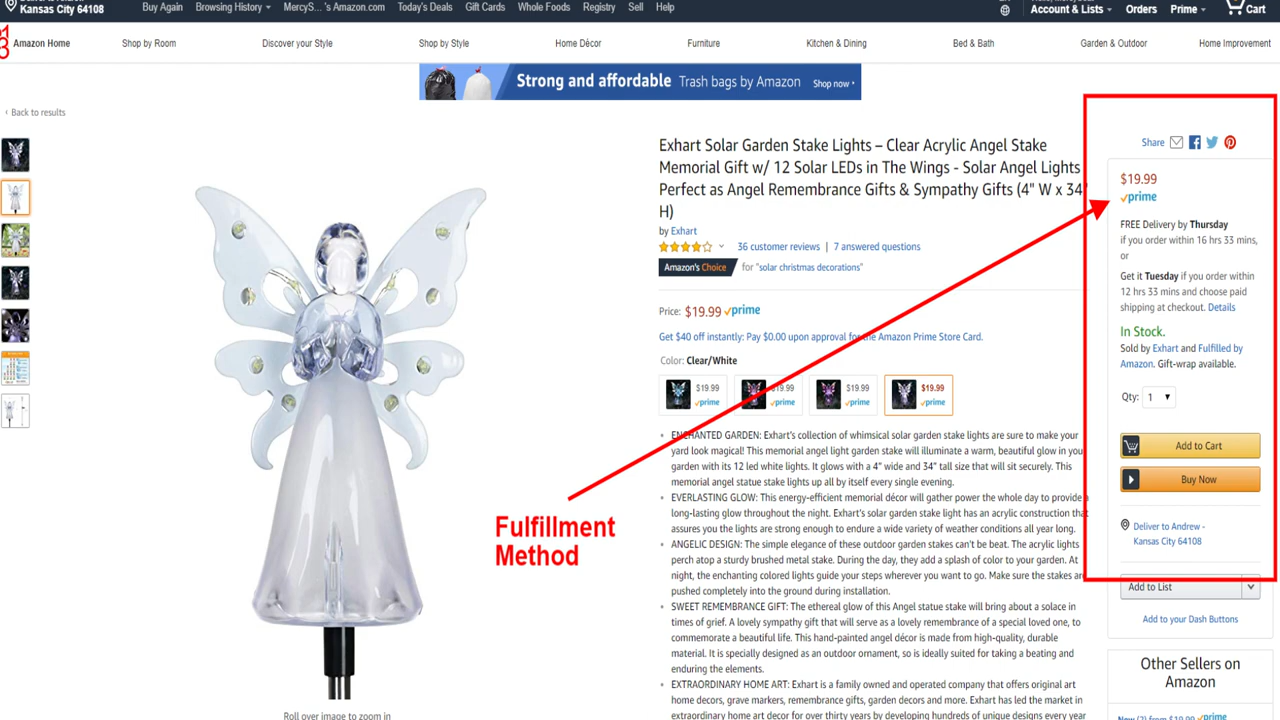 Kansas City 64108
Buy Again Browsing History MercyS... 's Amazon.com Today's Deals Gift Cards Whole Foods Registry Sell Help
Account & Lists Orders Prime Cart
Amazon Home Shop by Room Discover your Style Shop by Style Home Décor Furniture Kitchen & Dining Bed & Bath Garden & Outdoor Home Improvement
Strong and affordable Trash bags by Amazon Shop now
‹ Back to results
Exhart Solar Garden Stake Lights – Clear Acrylic Angel Stake
Memorial Gift w/ 12 Solar LEDs in The Wings - Solar Angel Lights
Perfect as Angel Remembrance Gifts & Sympathy Gifts (4" W x 34"
H)
by Exhart
36 customer reviews | 7 answered questions
Amazon's Choice for "solar christmas decorations"
Price: $19.99 prime
Get $40 off instantly: Pay $0.00 upon approval for the Amazon Prime Store Card.
Color: Clear/White
$19.99 $19.99 $19.99 $19.99
prime prime prime prime
• ENCHANTED GARDEN: Exhart's collection of whimsical solar garden stake lights are sure to make your
yard look magical! This memorial angel light garden stake will illuminate a warm, beautiful glow in your
garden with its 12 led white lights. It glows with a 4" wide and 34" tall size that will sit securely. This
memorial angel statue stake lights up all by itself every single evening.
• EVERLASTING GLOW: This energy-efficient memorial décor will gather power the whole day to provide a
long-lasting glow throughout the night. Exhart's solar garden stake light has an acrylic construction that
assures you the lights are strong enough to endure a wide variety of weather conditions all year long.
• ANGELIC DESIGN: The simple elegance of these outdoor garden stakes can't be beat. The acrylic lights
perch atop a sturdy brushed metal stake. During the day, they add a splash of color to your garden. At
night, the enchanting colored lights guide your steps wherever you want to go. Make sure the stakes are
pushed completely into the ground during installation.
• SWEET REMEMBRANCE GIFT: The ethereal glow of this Angel statue stake will bring about a solace in
times of grief. A lovely sympathy gift that will serve as a lovely remembrance of a special loved one, to
commemorate a beautiful life. This hand-painted angel décor is made from high-quality, durable
material. It is specially designed as an outdoor ornament, so is ideally suited for taking a beating and
enduring the elements.
• EXTRAORDINARY HOME ART: Exhart is a family owned and operated company that offers original art
home decors, grave markers, remembrance gifts, garden decors and more. Exhart has led the market in
extraordinary home art decor for over thirty years by developing hundreds of unique designs every year
Fulfillment
Method
Roll over image to zoom in
Share
$19.99
prime
FREE Delivery by Thursday
if you order within 16 hrs 33 mins,
or
Get it Tuesday if you order within
12 hrs 33 mins and choose paid
shipping at checkout. Details
In Stock.
Sold by Exhart and Fulfilled by
Amazon. Gift-wrap available.
Qty: 1
Add to Cart
Buy Now
Deliver to Andrew -
Kansas City 64108
Add to List
Add to your Dash Buttons
Other Sellers on
Amazon
New (2) from $19.99 prime